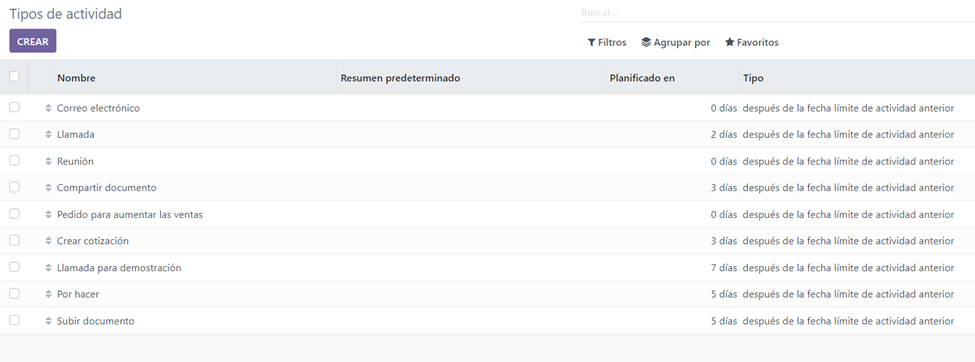 Tipos de actividad
Buscar...
CREAR
Filtros Agrupar por Favoritos
Nombre Resumen predeterminado Planificado en Tipo
Correo electrónico 0 días después de la fecha límite de actividad anterior
Llamada 2 días después de la fecha límite de actividad anterior
Reunión 0 días después de la fecha límite de actividad anterior
Compartir documento 3 días después de la fecha límite de actividad anterior
Pedido para aumentar las ventas 0 días después de la fecha límite de actividad anterior
Crear cotización 3 días después de la fecha límite de actividad anterior
Llamada para demostración 7 días después de la fecha límite de actividad anterior
Por hacer 5 días después de la fecha límite de actividad anterior
Subir documento 5 días después de la fecha límite de actividad anterior